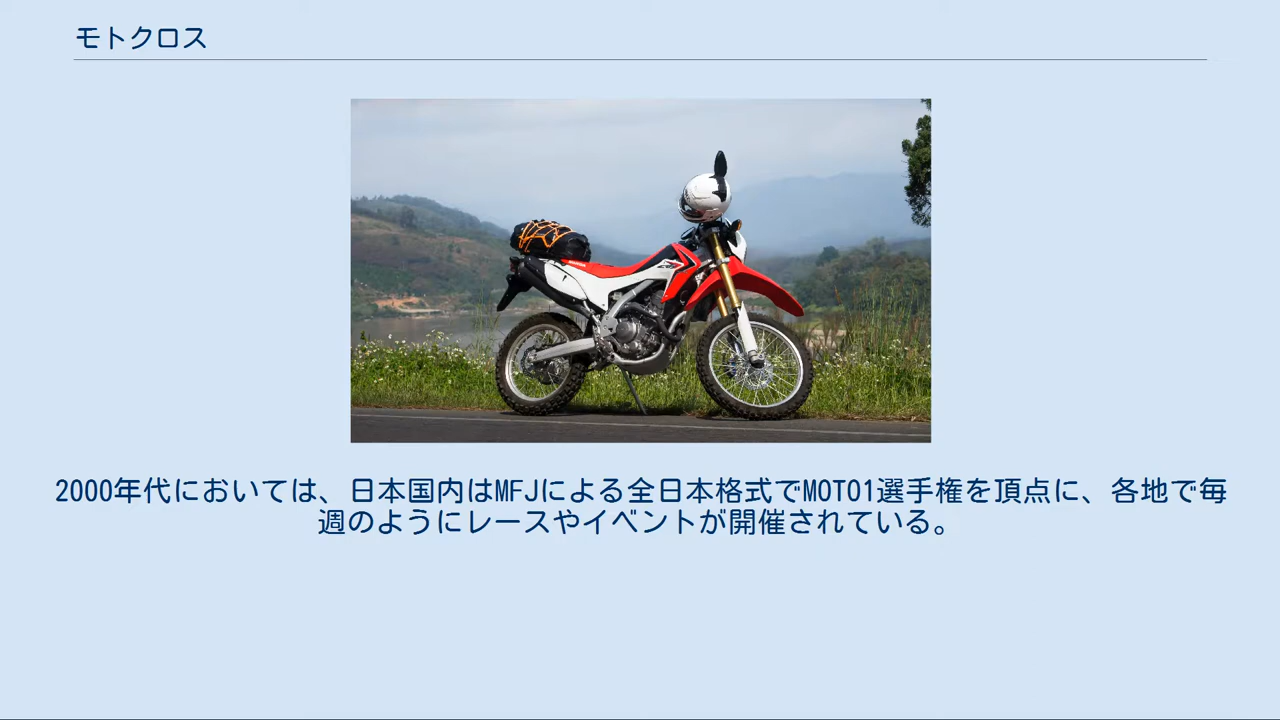 モトクロス
2000年代においては、日本国内はMFJによる全日本格式でMOTO1選手権を頂点に、各地で毎
週のようにレースやイベントが開催されている。